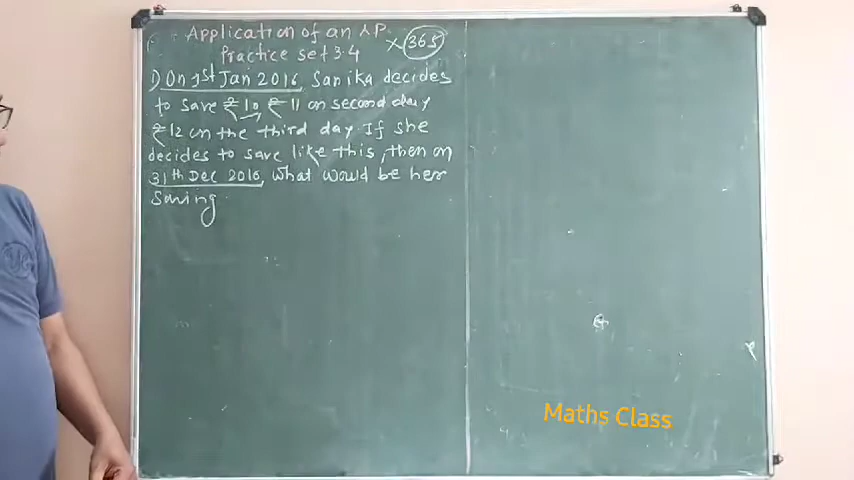 Application of an A.P.
Practice set 3.4 × 365
1) On 1st Jan 2016, Sanika decides
to save ₹ 10, ₹ 11 on second day
₹12 on the third day. If she
decides to save like this, then on
31th Dec 2016, what would be her
Saving
Maths Class